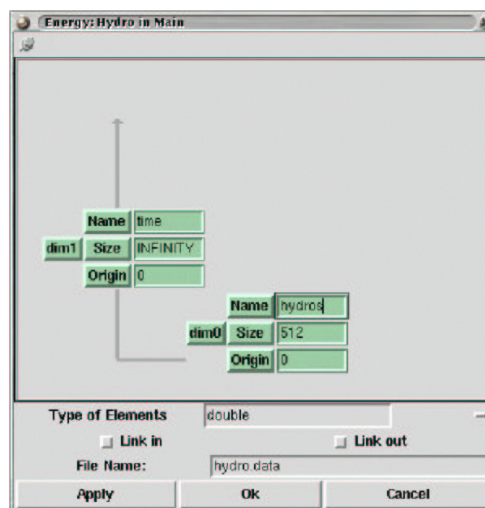 Energy: Hydro in Main
Name time
dim1 Size INFINITY
Origin 0
Name hydros
dim0 Size 512
Origin 0
Type of Elements double
Link in Link out
File Name: hydro.data
Apply Ok Cancel